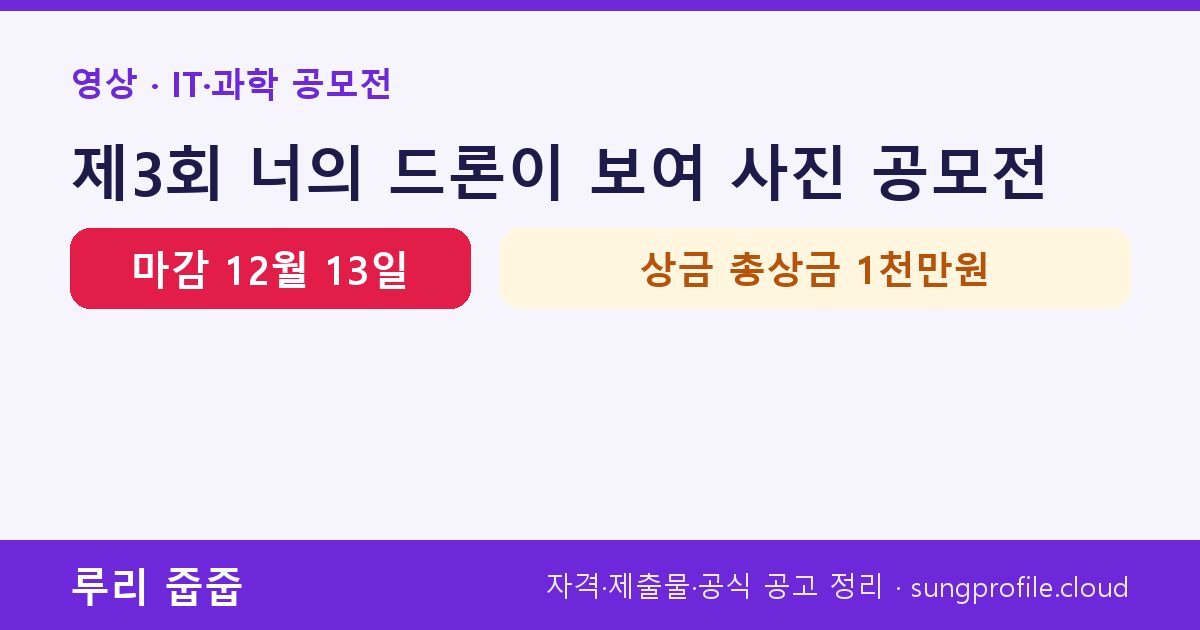 영상 · IT·과학 공모전
제3회 너의 드론이 보여 사진 공모전
마감 12월 13일
상금 총상금 1천만원
루리 줍줍
자격·제출물·공식 공고 정리 · sungprofile.cloud